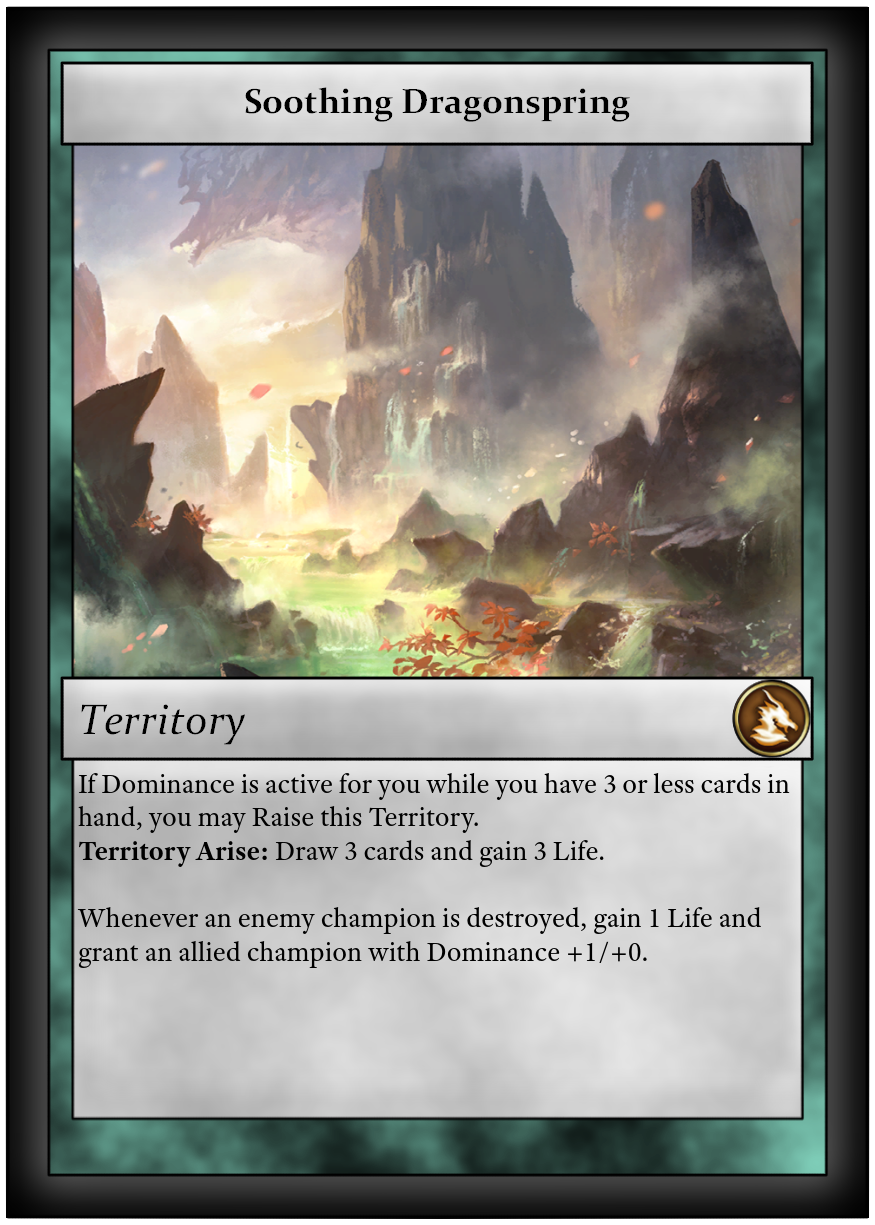 Soothing Dragonspring
Territory
If Dominance is active for you while you have 3 or less cards in
hand, you may Raise this Territory.
Territory Arise: Draw 3 cards and gain 3 Life.
Whenever an enemy champion is destroyed, gain 1 Life and
grant an allied champion with Dominance +1/+0.